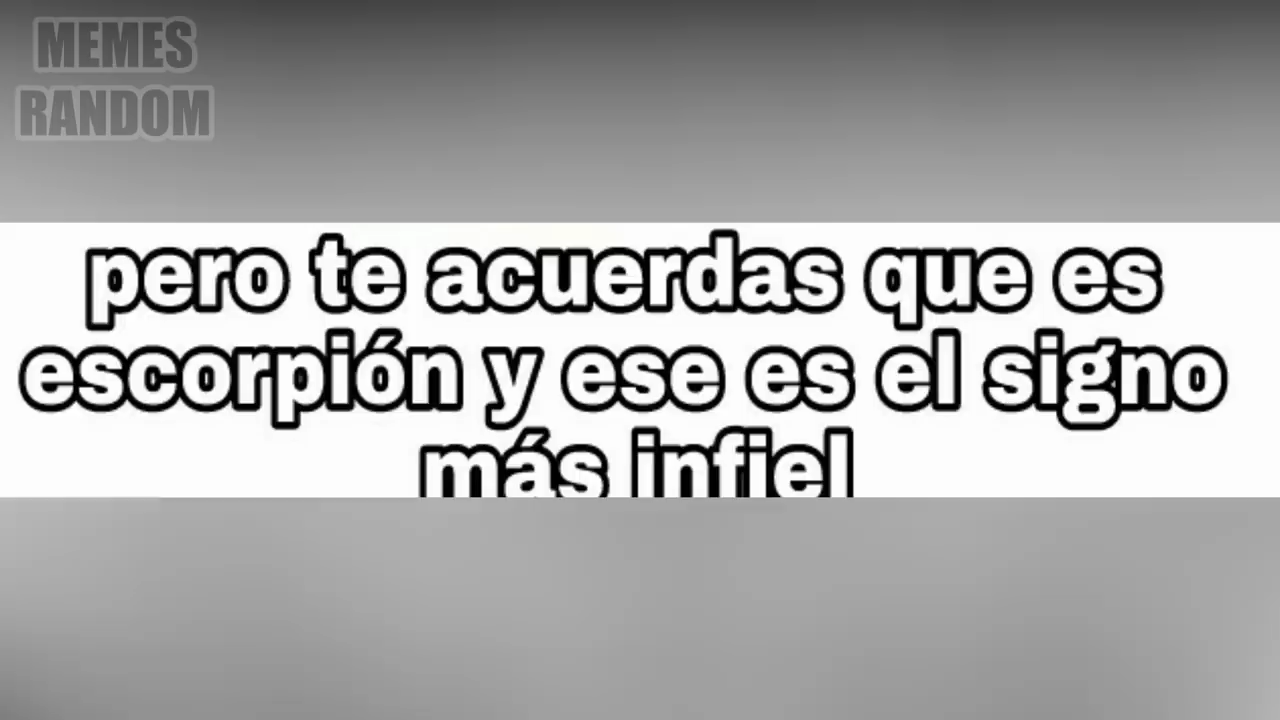 MEMES
RANDOM
pero te acuerdas que es
escorpión y ese es el signo
más infiel